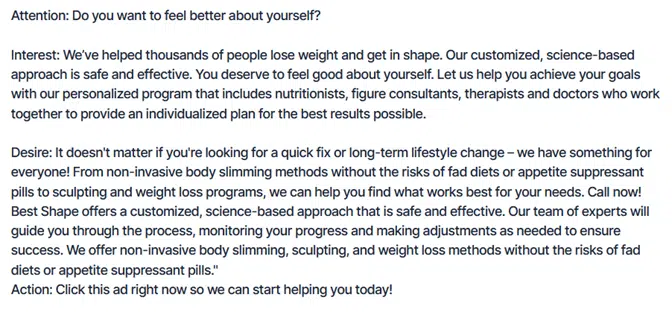 Attention: Do you want to feel better about yourself?
Interest: We've helped thousands of people lose weight and get in shape. Our customized, science-based
approach is safe and effective. You deserve to feel good about yourself. Let us help you achieve your goals
with our personalized program that includes nutritionists, figure consultants, therapists and doctors who work
together to provide an individualized plan for the best results possible.
Desire: It doesn't matter if you're looking for a quick fix or long-term lifestyle change – we have something for
everyone! From non-invasive body slimming methods without the risks of fad diets or appetite suppressant
pills to sculpting and weight loss programs, we can help you find what works best for your needs. Call now!
Best Shape offers a customized, science-based approach that is safe and effective. Our team of experts will
guide you through the process, monitoring your progress and making adjustments as needed to ensure
success. We offer non-invasive body slimming, sculpting, and weight loss methods without the risks of fad
diets or appetite suppressant pills."
Action: Click this ad right now so we can start helping you today!